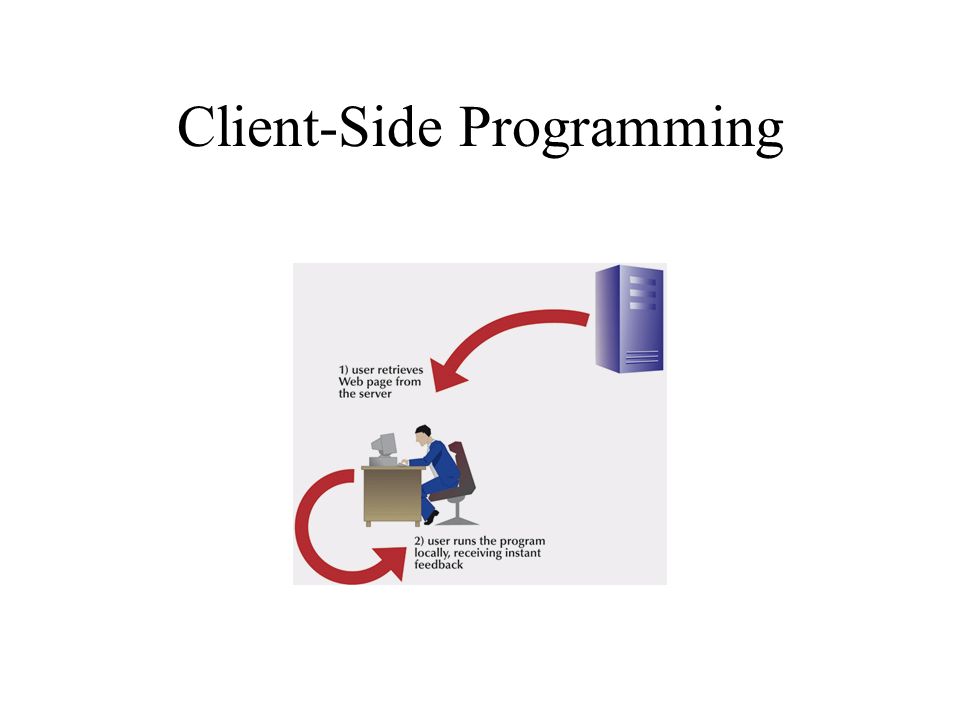 Client-Side Programming
1) user retrieves
Web page from
the server
2) user runs the program
locally, receiving instant
feedback